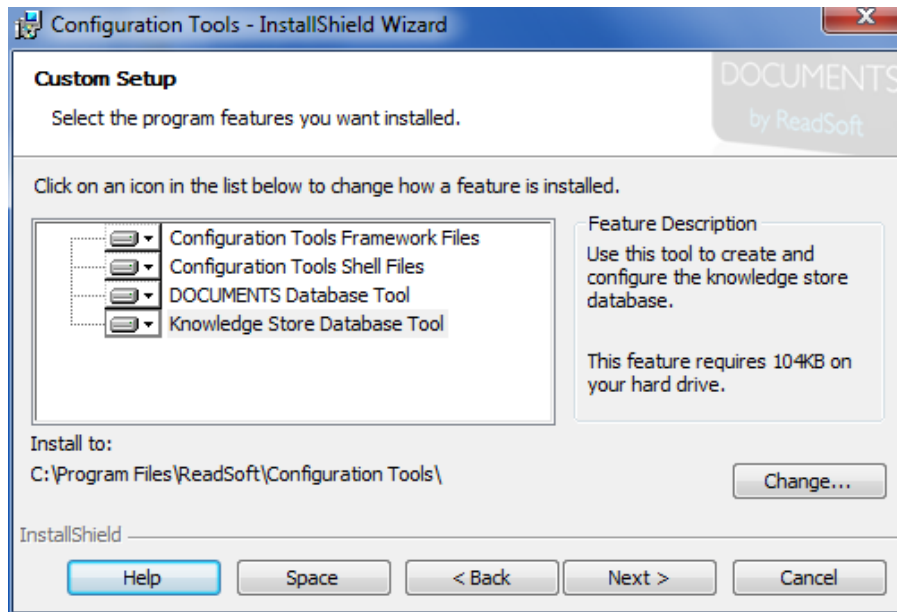 Configuration Tools - InstallShield Wizard
Custom Setup
Select the program features you want installed.
DOCUMENTS
by ReadSoft
Click on an icon in the list below to change how a feature is installed.
Configuration Tools Framework Files
Configuration Tools Shell Files
DOCUMENTS Database Tool
Knowledge Store Database Tool
Feature Description
Use this tool to create and
configure the knowledge store
database.
This feature requires 104KB on
your hard drive.
Install to:
C:\Program Files\ReadSoft\Configuration Tools\
Change...
InstallShield
Help
Space
< Back
Next >
Cancel